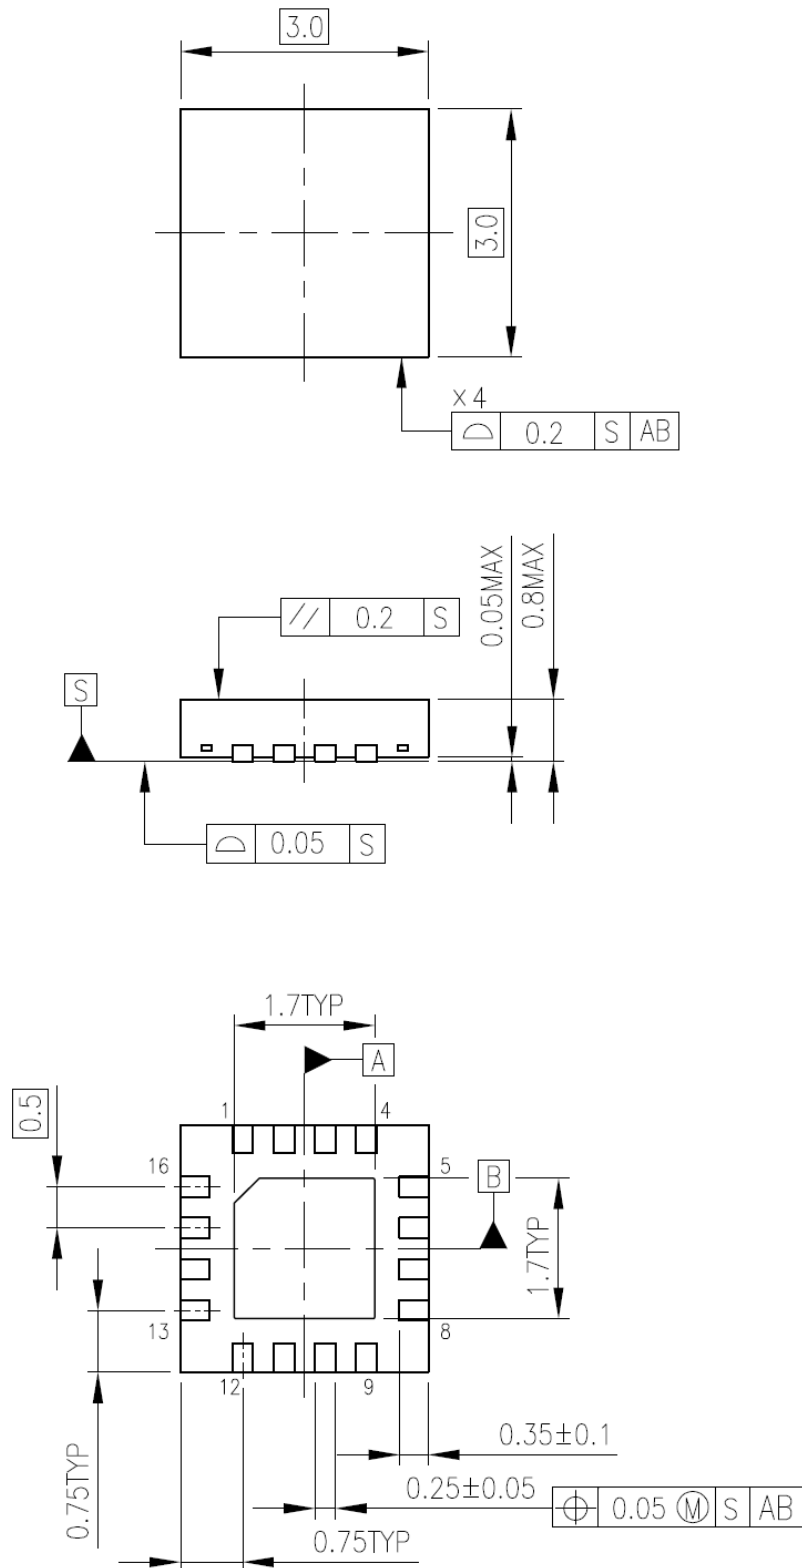 3.0
3.0
x 4
0.2 S AB
0.05MAX
0.8MAX
// 0.2 S
S
0.05 S
1.7TYP
A
0.5
1 4
16 5
B
1.7TYP
13 8
12 9
0.35±0.1
0.75TYP
0.25±0.05
0.05 Ⓜ S AB
0.75TYP